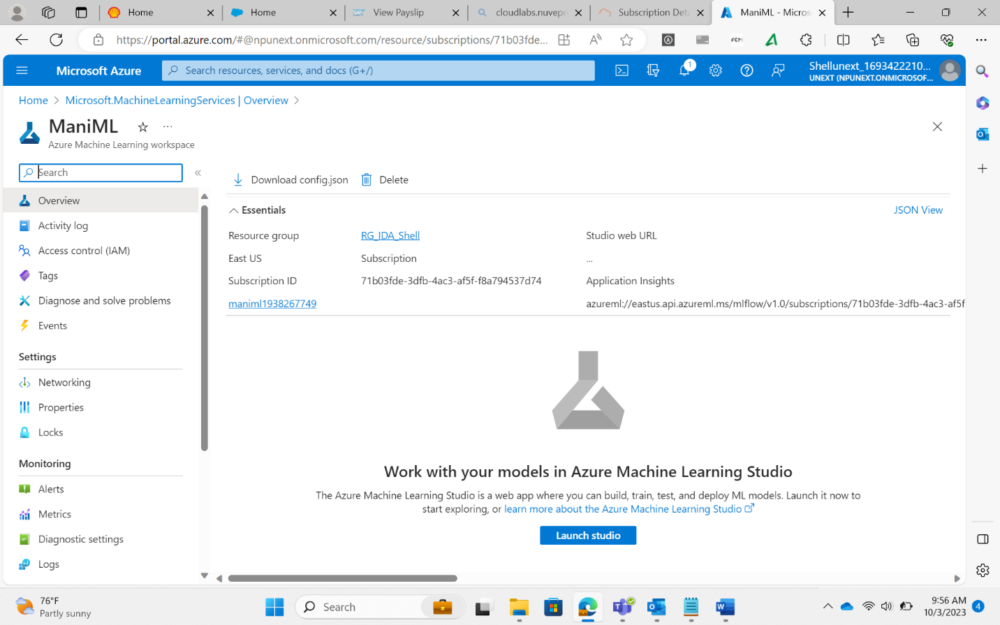 Home
Home
View Payslip
cloudlabs.nuvepr
Subscription Deta
ManiML - Micros
https://portal.azure.com/#@npunext.onmicrosoft.com/resource/subscriptions/71b03fde...
FCM
Microsoft Azure
Search resources, services, and docs (G+/)
1
Shellunext_1693422210...
UNEXT (NPUNEXT.ONMICROSOF...
Home > Microsoft.MachineLearningServices | Overview >
ManiML
...
Azure Machine Learning workspace
Search
«
Download config.json
Delete
Overview
Activity log
Access control (IAM)
Tags
Diagnose and solve problems
Events
Settings
Networking
Properties
Locks
Monitoring
Alerts
Metrics
Diagnostic settings
Logs
Essentials
JSON View
Resource group
RG_IDA_Shell
Studio web URL
East US
Subscription
...
Subscription ID
71b03fde-3dfb-4ac3-af5f-f8a794537d74
Application Insights
maniml1938267749
azureml://eastus.api.azureml.ms/mlflow/v1.0/subscriptions/71b03fde-3dfb-4ac3-af5f
Work with your models in Azure Machine Learning Studio
The Azure Machine Learning Studio is a web app where you can build, train, test, and deploy ML models. Launch it now to
start exploring, or learn more about the Azure Machine Learning Studio
Launch studio
76°F
Partly sunny
Search
9:56 AM
10/3/2023
4